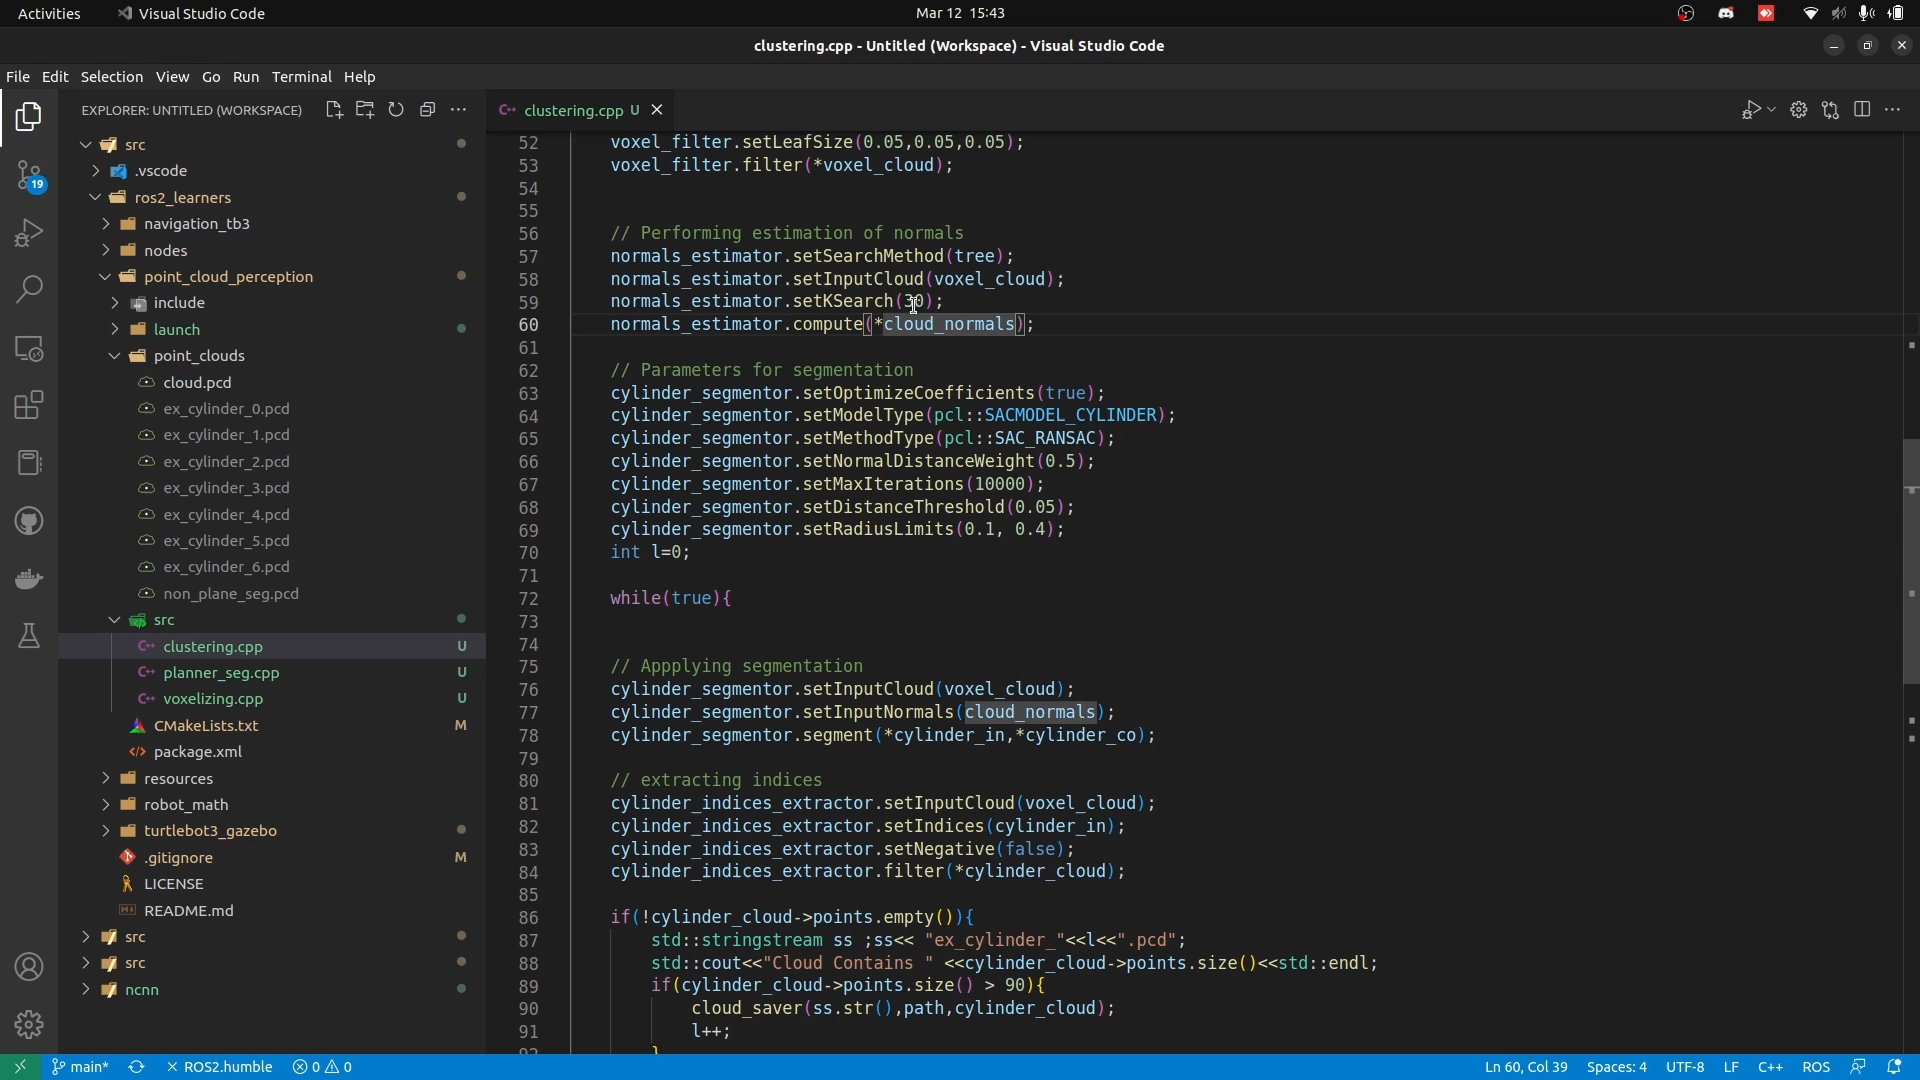 Activities Visual Studio Code Mar 12 15:43
clustering.cpp - Untitled (Workspace) - Visual Studio Code
File Edit Selection View Go Run Terminal Help
EXPLORER: UNTITLED (WORKSPACE)
src
.vscode
ros2_learners
navigation_tb3
nodes
point_cloud_perception
include
launch
point_clouds
cloud.pcd
ex_cylinder_0.pcd
ex_cylinder_1.pcd
ex_cylinder_2.pcd
ex_cylinder_3.pcd
ex_cylinder_4.pcd
ex_cylinder_5.pcd
ex_cylinder_6.pcd
non_plane_seg.pcd
src
clustering.cpp U
planner_seg.cpp U
voxelizing.cpp U
CMakeLists.txt M
package.xml
resources
robot_math
turtlebot3_gazebo
.gitignore M
LICENSE
README.md
src
src
ncnn
19
clustering.cpp U
52 voxel_filter.setLeafSize(0.05,0.05,0.05);
53 voxel_filter.filter(*voxel_cloud);
54
55
56 // Performing estimation of normals
57 normals_estimator.setSearchMethod(tree);
58 normals_estimator.setInputCloud(voxel_cloud);
59 normals_estimator.setKSearch(30);
60 normals_estimator.compute(*cloud_normals);
61
62 // Parameters for segmentation
63 cylinder_segmentor.setOptimizeCoefficients(true);
64 cylinder_segmentor.setModelType(pcl::SACMODEL_CYLINDER);
65 cylinder_segmentor.setMethodType(pcl::SAC_RANSAC);
66 cylinder_segmentor.setNormalDistanceWeight(0.5);
67 cylinder_segmentor.setMaxIterations(10000);
68 cylinder_segmentor.setDistanceThreshold(0.05);
69 cylinder_segmentor.setRadiusLimits(0.1, 0.4);
70 int l=0;
71
72 while(true){
73
74
75 // Appplying segmentation
76 cylinder_segmentor.setInputCloud(voxel_cloud);
77 cylinder_segmentor.setInputNormals(cloud_normals);
78 cylinder_segmentor.segment(*cylinder_in,*cylinder_co);
79
80 // extracting indices
81 cylinder_indices_extractor.setInputCloud(voxel_cloud);
82 cylinder_indices_extractor.setIndices(cylinder_in);
83 cylinder_indices_extractor.setNegative(false);
84 cylinder_indices_extractor.filter(*cylinder_cloud);
85
86 if(!cylinder_cloud->points.empty()){
87 std::stringstream ss ;ss<< "ex_cylinder_"<<l<<".pcd";
88 std::cout<<"Cloud Contains " <<cylinder_cloud->points.size()<<std::endl;
89 if(cylinder_cloud->points.size() > 90){
90 cloud_saver(ss.str(),path,cylinder_cloud);
91 l++;
92 }
main* ROS2.humble 0 0 Ln 60, Col 39 Spaces: 4 UTF-8 LF C++ ROS